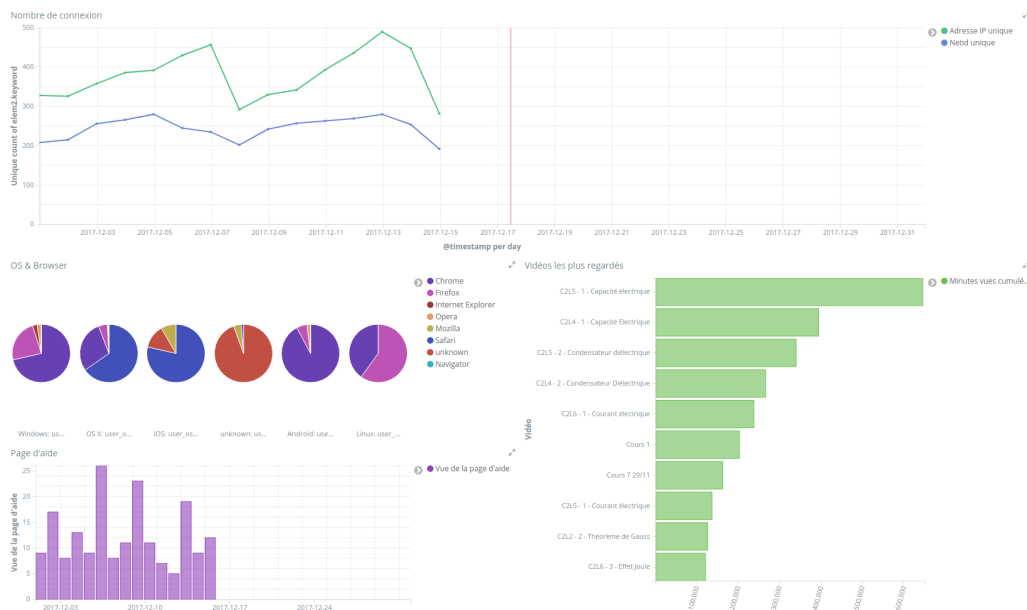 Nombre de connexion
500
400
300
200
100
0
Unique count of elem2.keyword
2017-12-03
2017-12-05
2017-12-07
2017-12-09
2017-12-11
2017-12-13
2017-12-15
2017-12-17
2017-12-19
2017-12-21
2017-12-23
2017-12-25
2017-12-27
2017-12-29
2017-12-31
@timestamp per day
Adresse IP unique
Netid unique
OS & Browser
Chrome
Firefox
Internet Explorer
Opera
Mozilla
Safari
unknown
Navigator
Windows: us...
OS X: user_o...
iOS: user_os...
unknown: us...
Android: use...
Linux: user_...
Page d'aide
25
20
15
10
5
0
Vue de la page d'aide
2017-12-03
2017-12-10
2017-12-17
2017-12-24
Vue de la page d'aide
Vidéos les plus regardés
Vidéo
C2L5 - 1 - Capacité électrique
C2L4 - 1 - Capacité Electrique
C2L5 - 2 - Condensateur diélectrique
C2L4 - 2 - Condensateur Diélectrique
C2L6 - 1 - Courant électrique
Cours 1
Cours 7 29/11
C2L5 - 1 - Courant électrique
C2L2 - 2 - Théorème de Gauss
C2L6 - 3 - Effet Joule
100,000
200,000
300,000
400,000
500,000
600,000
Minutes vues cumulé..